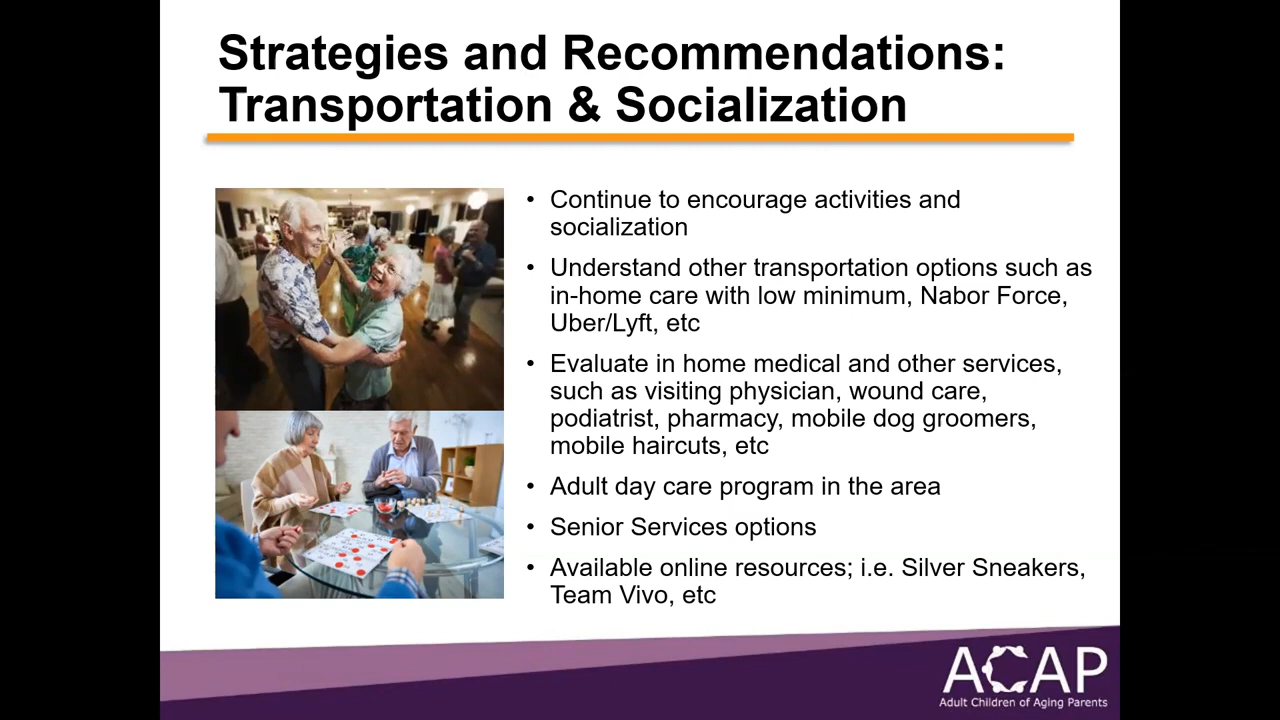 Strategies and Recommendations:
Transportation & Socialization
• Continue to encourage activities and
socialization
• Understand other transportation options such as
in-home care with low minimum, Nabor Force,
Uber/Lyft, etc
• Evaluate in home medical and other services,
such as visiting physician, wound care,
podiatrist, pharmacy, mobile dog groomers,
mobile haircuts, etc
• Adult day care program in the area
• Senior Services options
• Available online resources; i.e. Silver Sneakers,
Team Vivo, etc
ACAP
Adult Children of Aging Parents